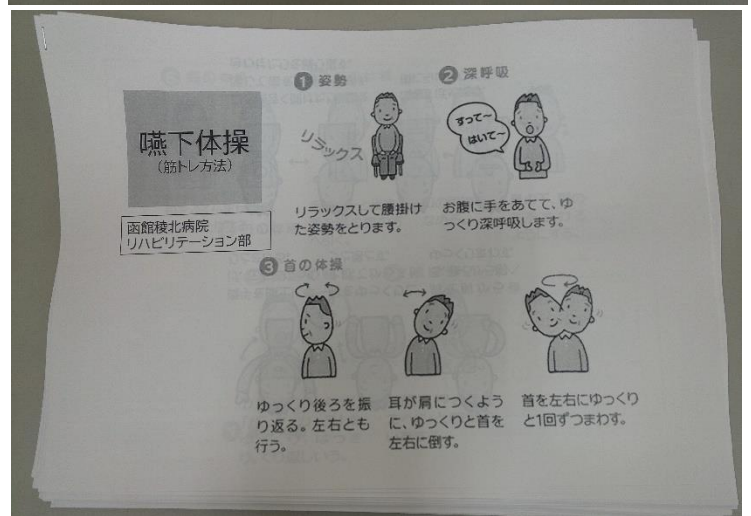 嚥下体操
（筋トレ方法）
函館稜北病院
リハビリテーション部
❶ 姿勢
リラックス
リラックスして腰掛け
た姿勢をとります。
❷ 深呼吸
すって〜
はいて〜
お腹に手をあてて、ゆ
っくり深呼吸します。
❸ 首の体操
ゆっくり後ろを振
り返る。左右とも
行う。
耳が肩につくよう
に、ゆっくりと首を
左右に倒す。
首を左右にゆっくり
と1回ずつまわす。